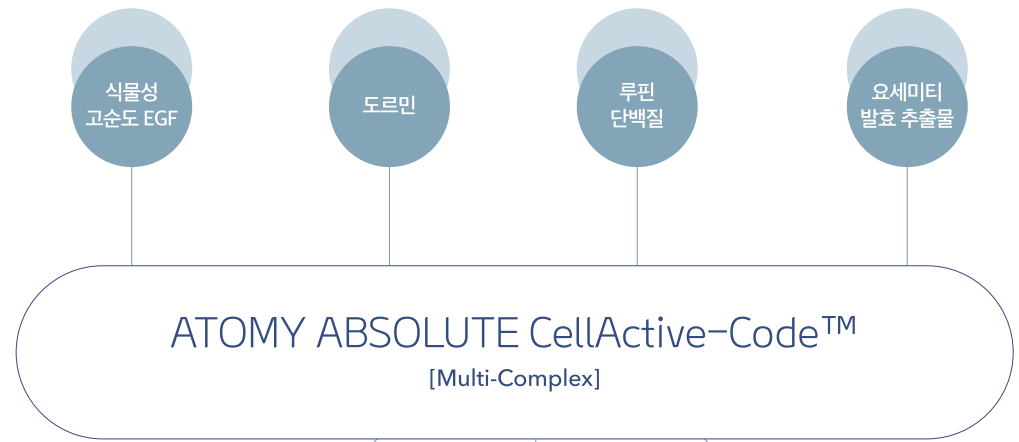 식물성
고순도 EGF
도르민
루핀
단백질
요세미티
발효 추출물
ATOMY ABSOLUTE CellActive-Code™
[Multi-Complex]